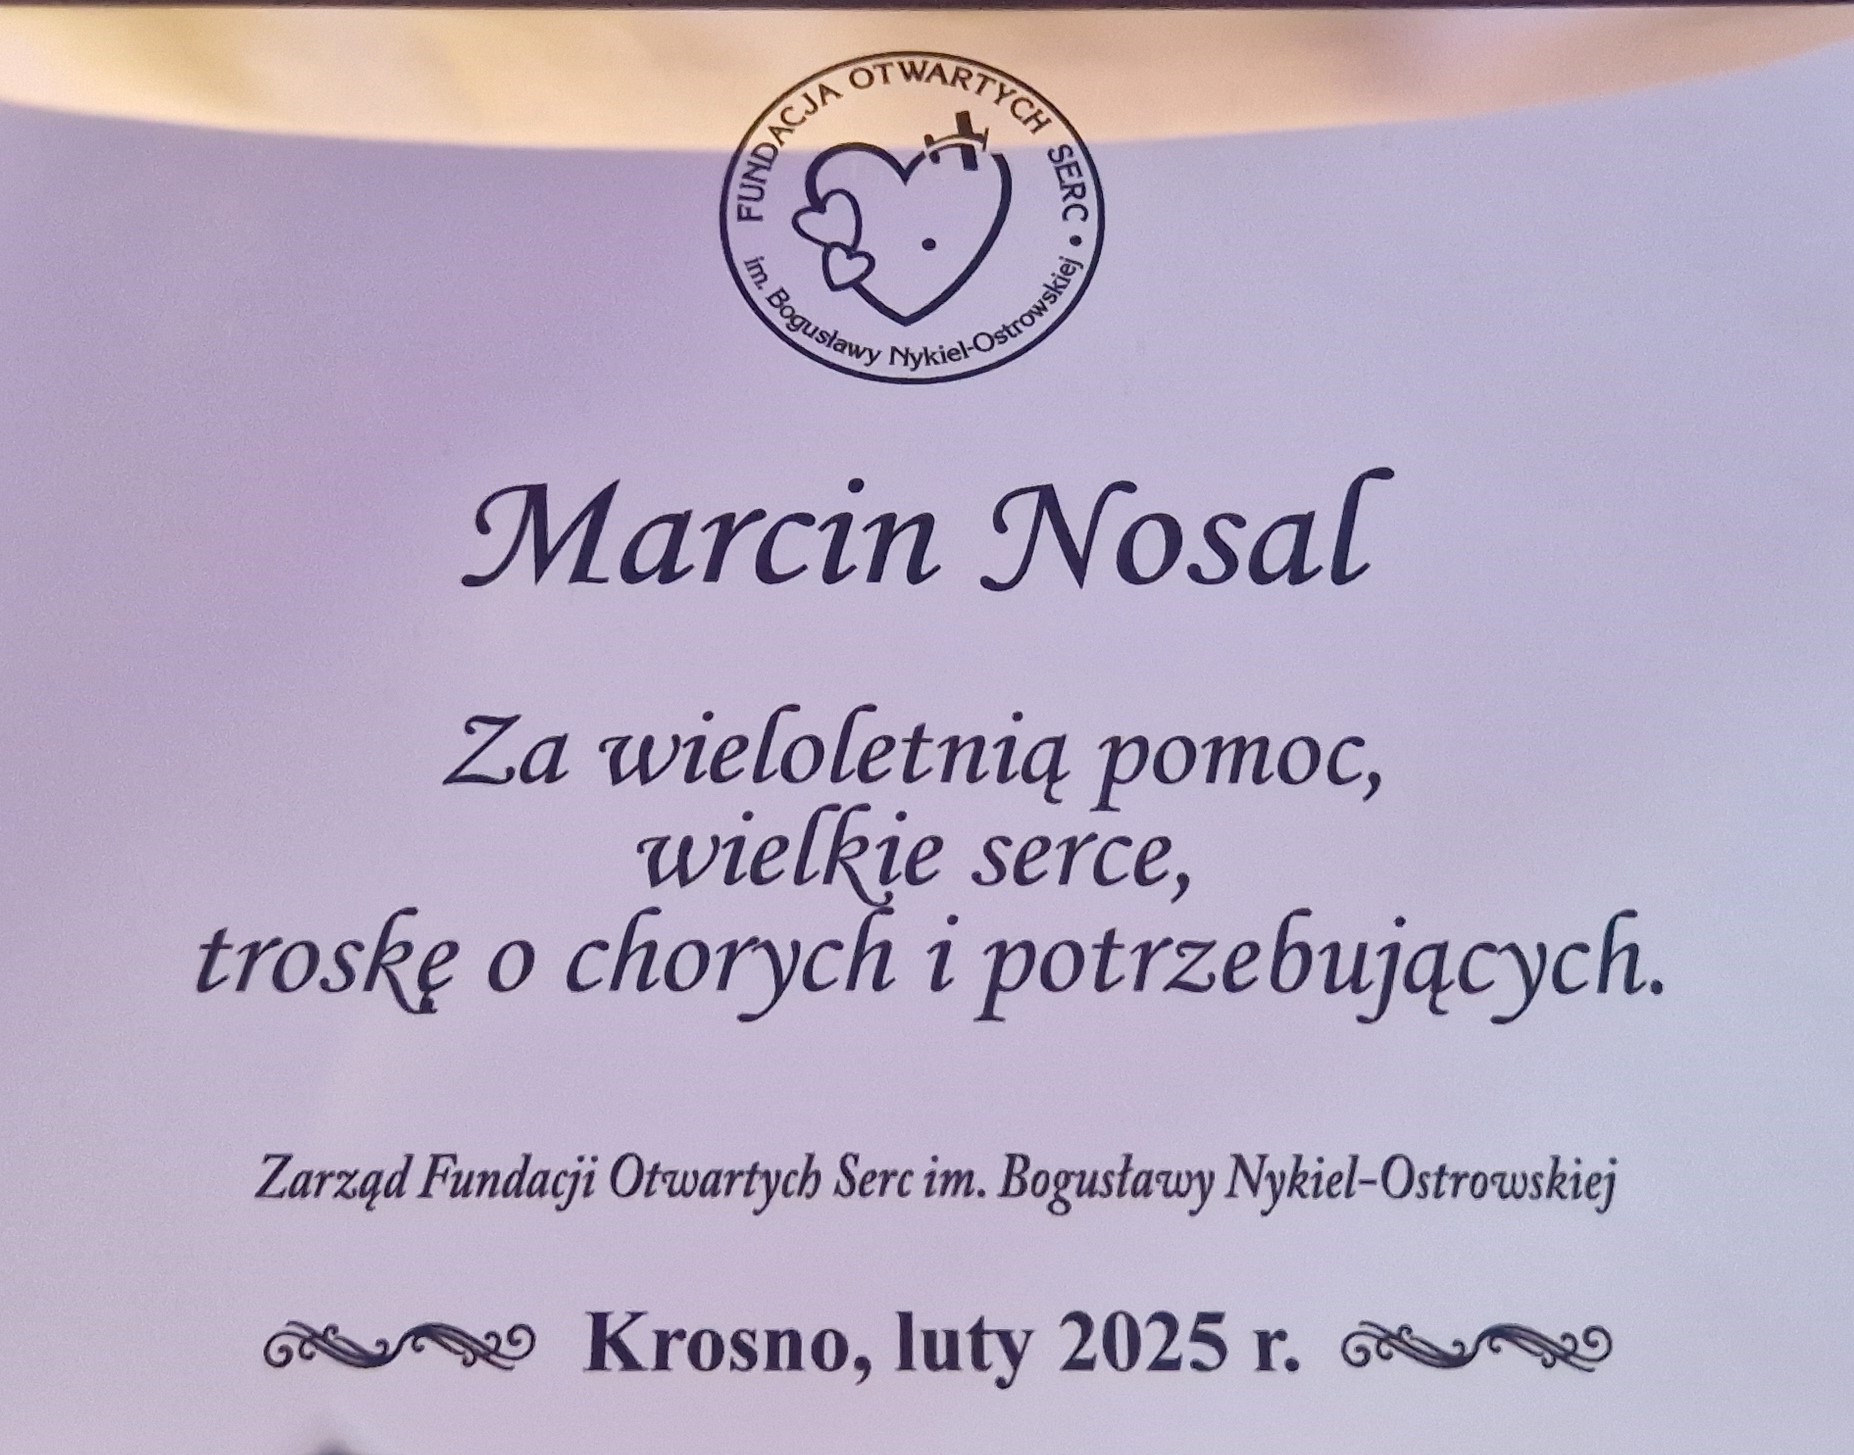 FUNDACJA OTWARTYCH SERC •
im. Bogusławy Nykiel-Ostrowskiej
Marcin Nosal
Za wieloletnią pomoc,
wielkie serce,
troskę o chorych i potrzebujących.
Zarząd Fundacji Otwartych Serc im. Bogusławy Nykiel-Ostrowskiej
Krosno, luty 2025 r.